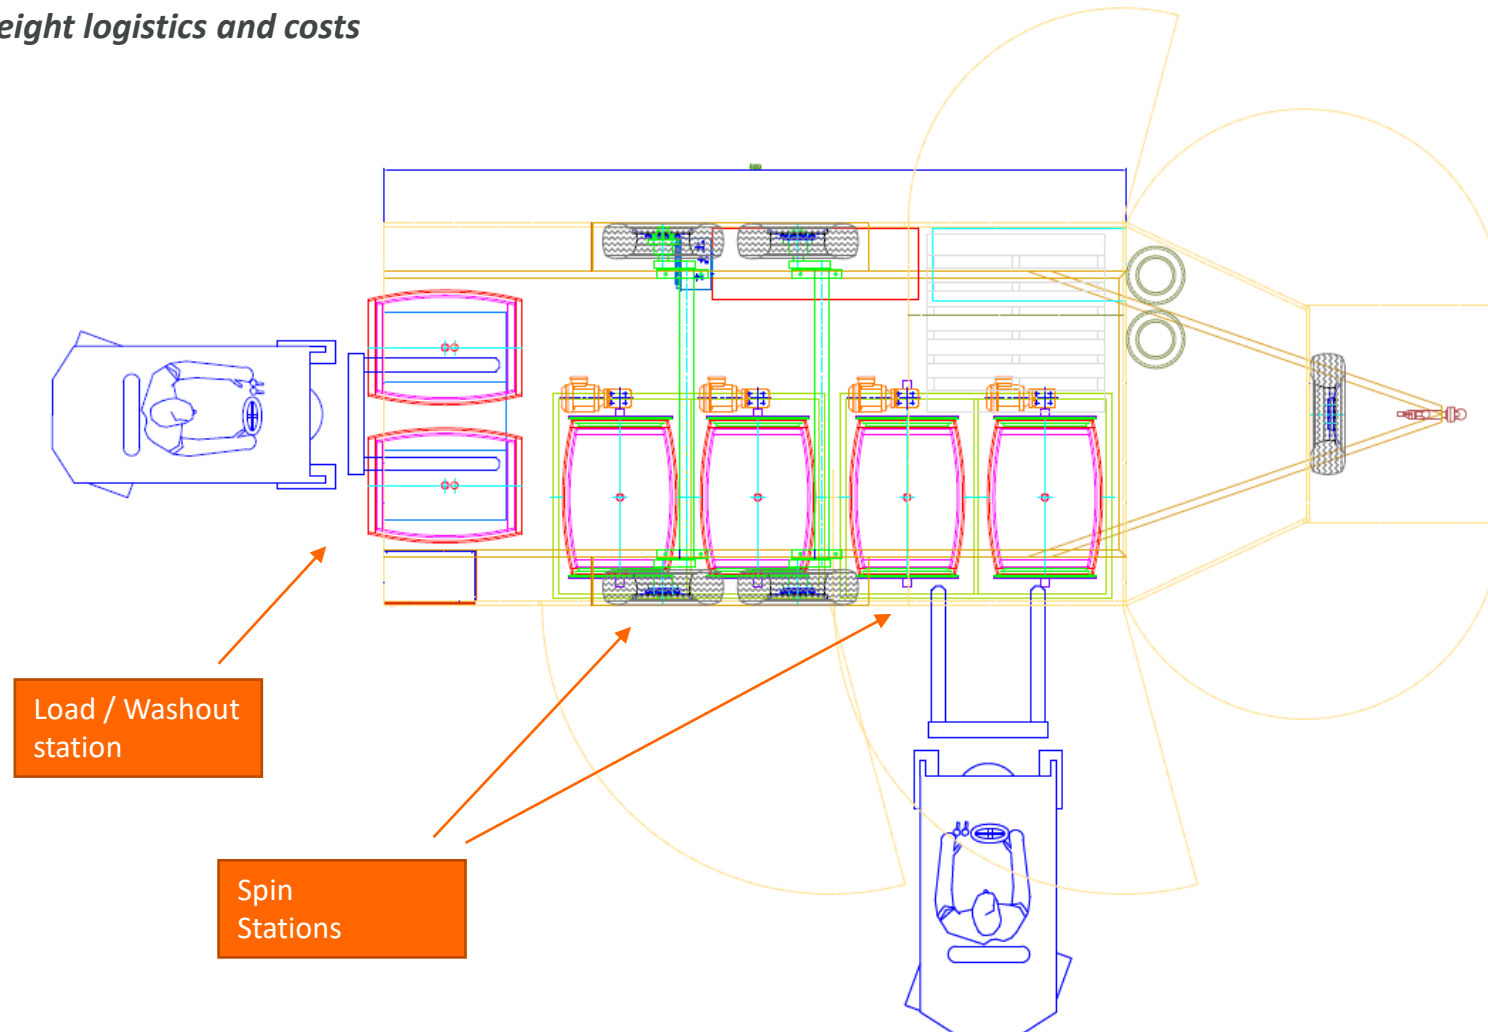 eight logistics and costs
Load / Washout
station
Spin
Stations